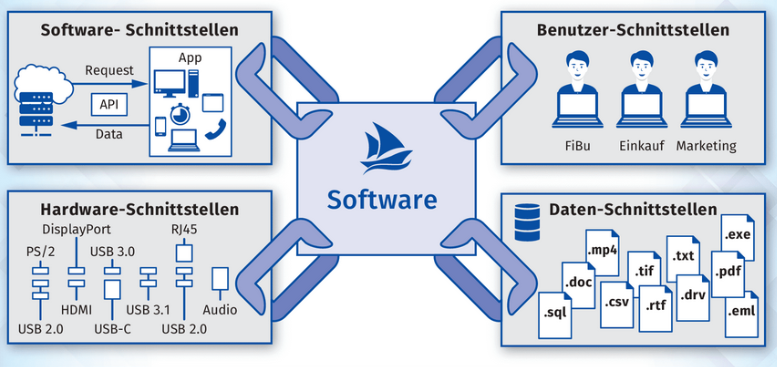 Software- Schnittstellen
App
Request
API
Data
Benutzer-Schnittstellen
FiBu Einkauf Marketing
Software
Hardware-Schnittstellen
DisplayPort RJ45
PS/2 USB 3.0
HDMI USB 3.1 Audio
USB 2.0 USB-C USB 2.0
Daten-Schnittstellen
.exe
.mp4 .txt
.tif .pdf
.doc .drv
.csv .rtf
.sql .eml